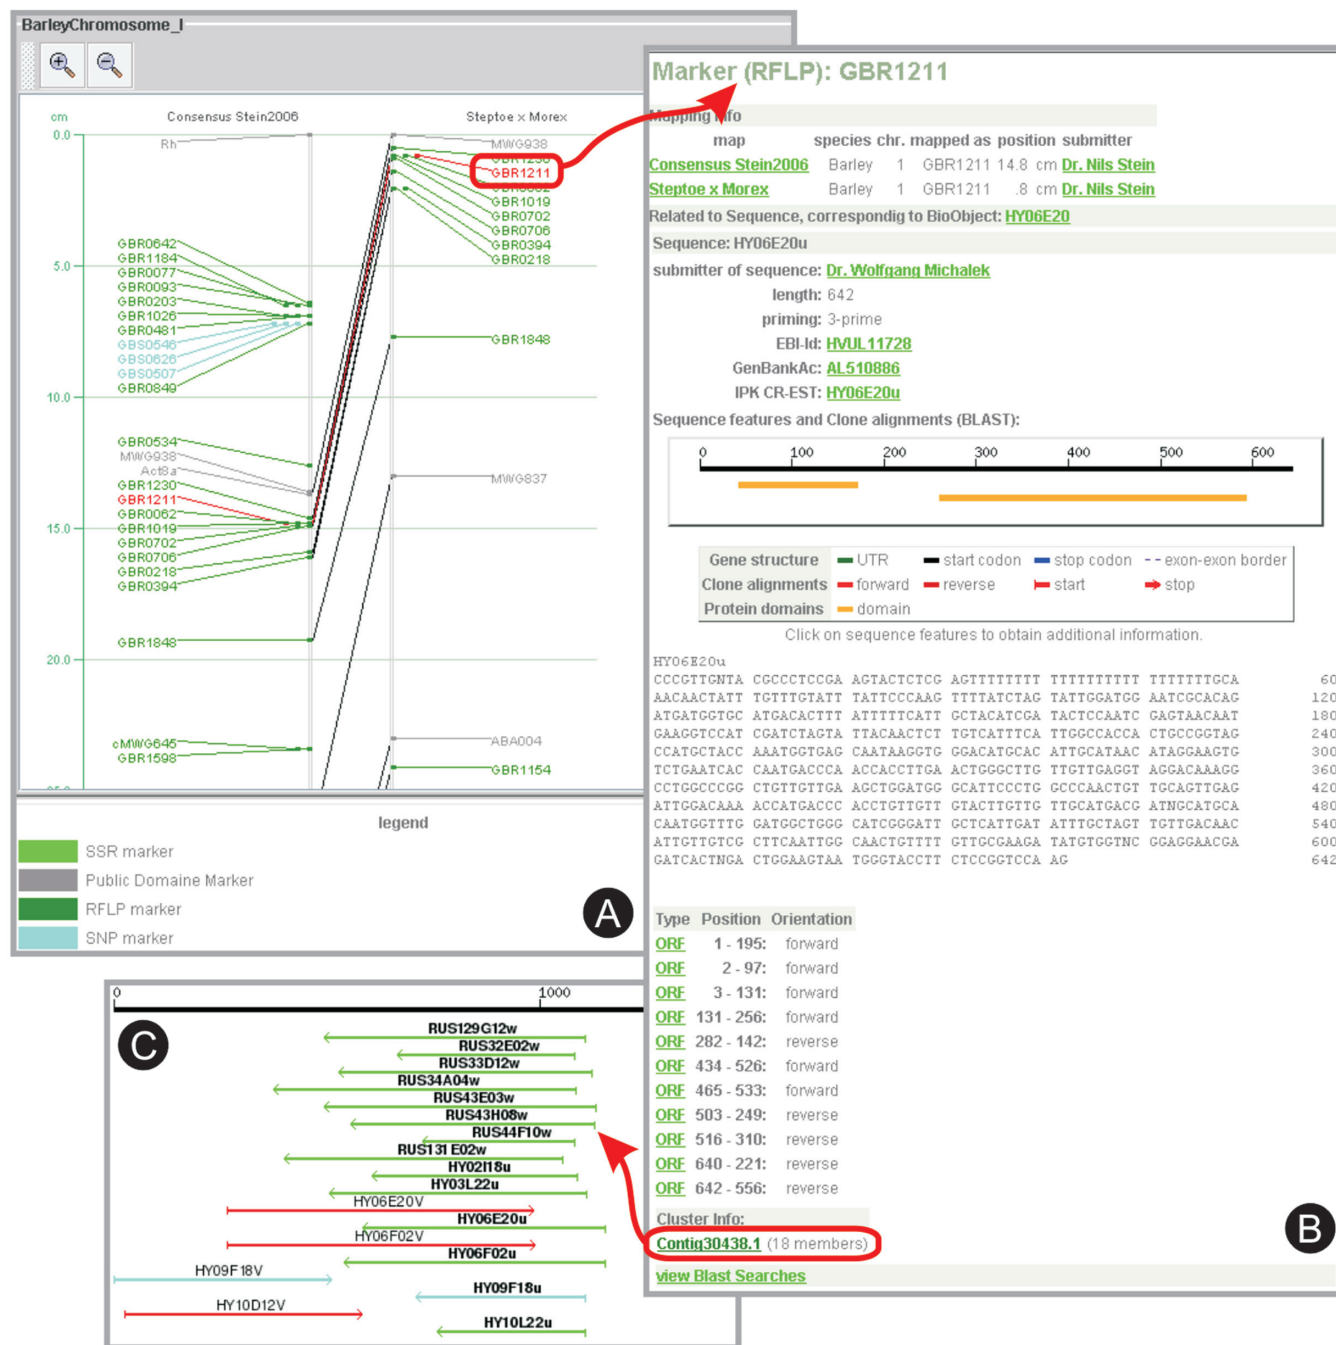 BarleyChromosome_I
cm
Consensus Stein2006
Steptoe x Morex
0.0
5.0
10.0
15.0
20.0
Rh
GBR0642
GBR1184
GBR0077
GBR0093
GBR0203
GBR1026
GBR0481
GBS0546
GBS0626
GBS0507
GBR0849
GBR0534
MWG938
Act8a
GBR1230
GBR1211
GBR0062
GBR1019
GBR0702
GBR0706
GBR0218
GBR0394
GBR1848
cMWG645
GBR1598
MWG938
GBR1211
GBR1019
GBR0702
GBR0706
GBR0394
GBR0218
GBR1848
MWG837
ABA004
GBR1154
legend
SSR marker
Public Domaine Marker
RFLP marker
SNP marker
A
Marker (RFLP): GBR1211
Mapping Info
map species chr. mapped as position submitter
Consensus Stein2006 Barley 1 GBR1211 14.8 cm Dr. Nils Stein
Steptoe x Morex Barley 1 GBR1211 .8 cm Dr. Nils Stein
Related to Sequence, correspondig to BioObject: HY06E20
Sequence: HY06E20u
submitter of sequence: Dr. Wolfgang Michalek
length: 642
priming: 3-prime
EBI-Id: HVUL11728
GenBankAc: AL510886
IPK CR-EST: HY06E20u
Sequence features and Clone alignments (BLAST):
0 100 200 300 400 500 600
Gene structure UTR start codon stop codon exon-exon border
Clone alignments forward reverse start stop
Protein domains domain
Click on sequence features to obtain additional information.
HY06E20u
CCCGTTGNTA CGCCCTCCGA AGTACTCTCG AGTTTTTTTT TTTTTTTTTT TTTTTTTGCA 60
AACAACTATT TGTTTGTATT TATTCCCAAG TTTTATCTAG TATTGGATGG AATCGCACAG 120
ATGATGGTGC ATGACACTTT ATTTTTCATT GCTACATCGA TACTCCAATC GAGTAACAAT 180
GAAGGTCCAT CGATCTAGTA TTACAACTCT TGTCATTTCA TTGGCCACCA CTGCCGGTAG 240
CCATGCTACC AAATGGTGAG CAATAAGGTG GGACATGCAC ATTGCATAAC ATAGGAAGTG 300
TCTGAATCAC CAATGACCCA ACCACCTTGA ACTGGGCTTG TTGTTGAGGT AGGACAAAGG 360
CCTGGCCCGG CTGTTGTTGA AGCTGGATGG GCATTCCCTG GCCCAACTGT TGCAGTTGAG 420
ATTGGACAAA ACCATGACCC ACCTGTTGTT GTACTTGTTG TTGCATGACG ATNGCATGCA 480
CAATGGTTTG GATGGCTGGG CATCGGGATT GCTCATTGAT ATTTGCTAGT TGTTGACAAC 540
ATTGTTGTCG CTTCAATTGG CAACTGTTTT GTTGCGAAGA TATGTGGTNC GGAGGAACGA 600
GATCACTNGA CTGGAAGTAA TGGGTACCTT CTCCGGTCCA AG 642
Type Position Orientation
ORF 1 - 195: forward
ORF 2 - 97: forward
ORF 3 - 131: forward
ORF 131 - 256: forward
ORF 282 - 142: reverse
ORF 434 - 526: forward
ORF 465 - 533: forward
ORF 503 - 249: reverse
ORF 516 - 310: reverse
ORF 640 - 221: reverse
ORF 642 - 556: reverse
Cluster Info:
Contig30438.1 (18 members)
view Blast Searches
B
0 1000
C
RUS129G12w
RUS32E02w
RUS33D12w
RUS34A04w
RUS43E03w
RUS43H08w
RUS44F10w
RUS131E02w
HY02I18u
HY03L22u
HY06E20V
HY06E20u
HY06F02V
HY06F02u
HY09F18V
HY09F18u
HY10D12V
HY10L22u